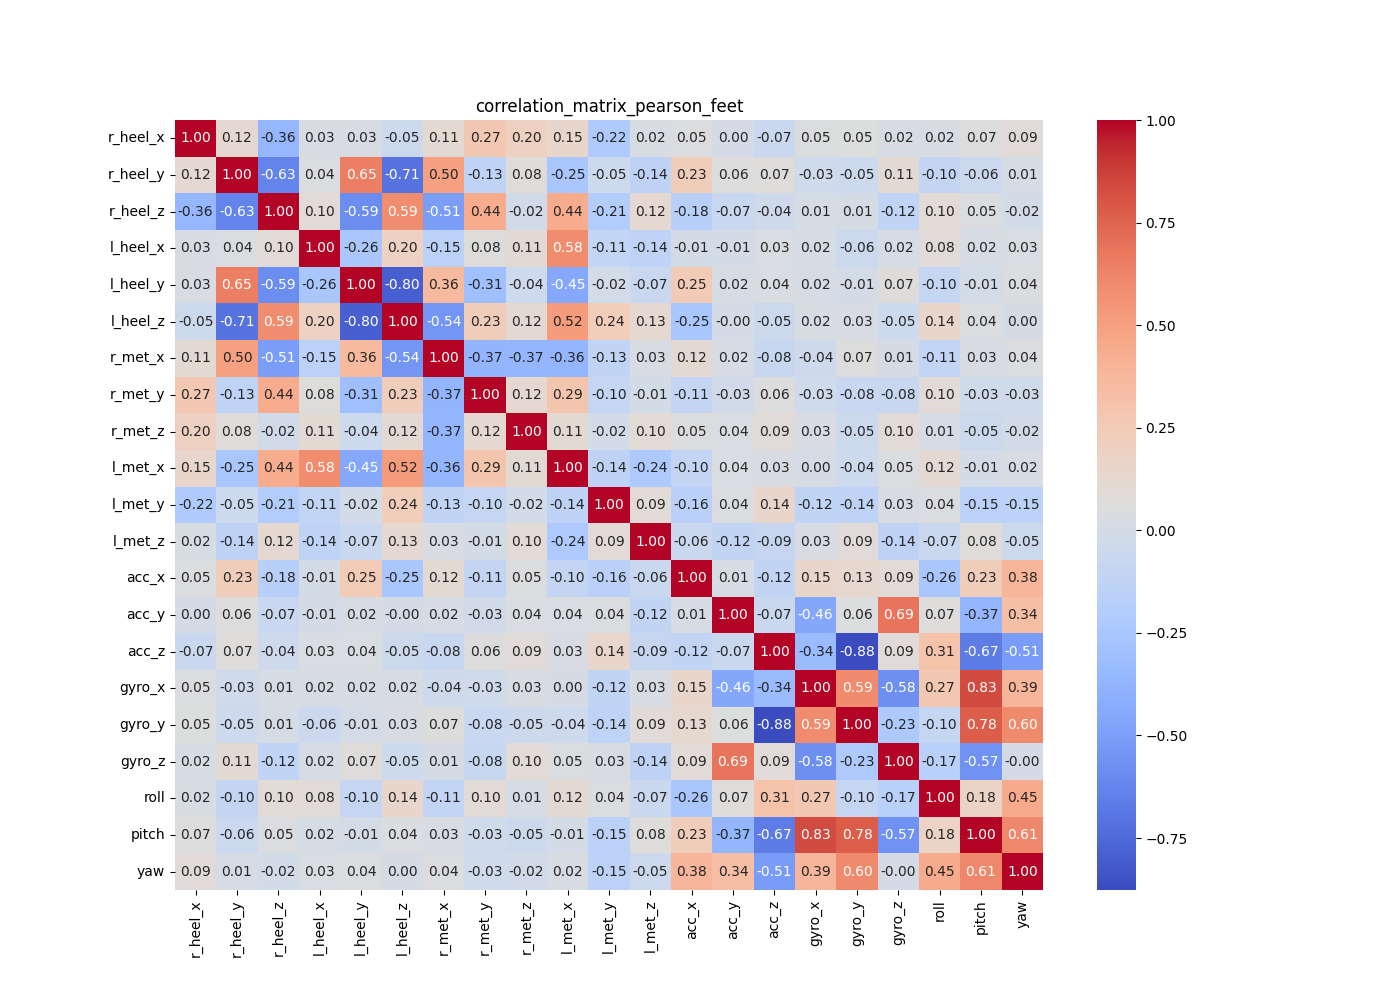 correlation_matrix_pearson_feet
r_heel_x 1.00 0.12 -0.36 0.03 0.03 -0.05 0.11 0.27 0.20 0.15 -0.22 0.02 0.05 0.00 -0.07 0.05 0.05 0.02 0.02 0.07 0.09
r_heel_y 0.12 1.00 -0.63 0.04 0.65 -0.71 0.50 -0.13 0.08 -0.25 -0.05 -0.14 0.23 0.06 0.07 -0.03 -0.05 0.11 -0.10 -0.06 0.01
r_heel_z -0.36 -0.63 1.00 0.10 -0.59 0.59 -0.51 0.44 -0.02 0.44 -0.21 0.12 -0.18 -0.07 -0.04 0.01 0.01 -0.12 0.10 0.05 -0.02
l_heel_x 0.03 0.04 0.10 1.00 -0.26 0.20 -0.15 0.08 0.11 0.58 -0.11 -0.14 -0.01 -0.01 0.03 0.02 -0.06 0.02 0.08 0.02 0.03
l_heel_y 0.03 0.65 -0.59 -0.26 1.00 -0.80 0.36 -0.31 -0.04 -0.45 -0.02 -0.07 0.25 0.02 0.04 0.02 -0.01 0.07 -0.10 -0.01 0.04
l_heel_z -0.05 -0.71 0.59 0.20 -0.80 1.00 -0.54 0.23 0.12 0.52 0.24 0.13 -0.25 -0.00 -0.05 0.02 0.03 -0.05 0.14 0.04 0.00
r_met_x 0.11 0.50 -0.51 -0.15 0.36 -0.54 1.00 -0.37 -0.37 -0.36 -0.13 0.03 0.12 0.02 -0.08 -0.04 0.07 0.01 -0.11 0.03 0.04
r_met_y 0.27 -0.13 0.44 0.08 -0.31 0.23 -0.37 1.00 0.12 0.29 -0.10 -0.01 -0.11 -0.03 0.06 -0.03 -0.08 -0.08 0.10 -0.03 -0.03
r_met_z 0.20 0.08 -0.02 0.11 -0.04 0.12 -0.37 0.12 1.00 0.11 -0.02 0.10 0.05 0.04 0.09 0.03 -0.05 0.10 0.01 -0.05 -0.02
l_met_x 0.15 -0.25 0.44 0.58 -0.45 0.52 -0.36 0.29 0.11 1.00 -0.14 -0.24 -0.10 0.04 0.03 0.00 -0.04 0.05 0.12 -0.01 0.02
l_met_y -0.22 -0.05 -0.21 -0.11 -0.02 0.24 -0.13 -0.10 -0.02 -0.14 1.00 0.09 -0.16 0.04 0.14 -0.12 -0.14 0.03 0.04 -0.15 -0.15
l_met_z 0.02 -0.14 0.12 -0.14 -0.07 0.13 0.03 -0.01 0.10 -0.24 0.09 1.00 -0.06 -0.12 -0.09 0.03 0.09 -0.14 -0.07 0.08 -0.05
acc_x 0.05 0.23 -0.18 -0.01 0.25 -0.25 0.12 -0.11 0.05 -0.10 -0.16 -0.06 1.00 0.01 -0.12 0.15 0.13 0.09 -0.26 0.23 0.38
acc_y 0.00 0.06 -0.07 -0.01 0.02 -0.00 0.02 -0.03 0.04 0.04 0.04 -0.12 0.01 1.00 -0.07 -0.46 0.06 0.69 0.07 -0.37 0.34
acc_z -0.07 0.07 -0.04 0.03 0.04 -0.05 -0.08 0.06 0.09 0.03 0.14 -0.09 -0.12 -0.07 1.00 -0.34 -0.88 0.09 0.31 -0.67 -0.51
gyro_x 0.05 -0.03 0.01 0.02 0.02 0.02 -0.04 -0.03 0.03 0.00 -0.12 0.03 0.15 -0.46 -0.34 1.00 0.59 -0.58 0.27 0.83 0.39
gyro_y 0.05 -0.05 0.01 -0.06 -0.01 0.03 0.07 -0.08 -0.05 -0.04 -0.14 0.09 0.13 0.06 -0.88 0.59 1.00 -0.23 -0.10 0.78 0.60
gyro_z 0.02 0.11 -0.12 0.02 0.07 -0.05 0.01 -0.08 0.10 0.05 0.03 -0.14 0.09 0.69 0.09 -0.58 -0.23 1.00 -0.17 -0.57 -0.00
roll 0.02 -0.10 0.10 0.08 -0.10 0.14 -0.11 0.10 0.01 0.12 0.04 -0.07 -0.26 0.07 0.31 0.27 -0.10 -0.17 1.00 0.18 0.45
pitch 0.07 -0.06 0.05 0.02 -0.01 0.04 0.03 -0.03 -0.05 -0.01 -0.15 0.08 0.23 -0.37 -0.67 0.83 0.78 -0.57 0.18 1.00 0.61
yaw 0.09 0.01 -0.02 0.03 0.04 0.00 0.04 -0.03 -0.02 0.02 -0.15 -0.05 0.38 0.34 -0.51 0.39 0.60 -0.00 0.45 0.61 1.00
r_heel_x r_heel_y r_heel_z l_heel_x l_heel_y l_heel_z r_met_x r_met_y r_met_z l_met_x l_met_y l_met_z acc_x acc_y acc_z gyro_x gyro_y gyro_z roll pitch yaw
1.00
0.75
0.50
0.25
0.00
−0.25
−0.50
−0.75